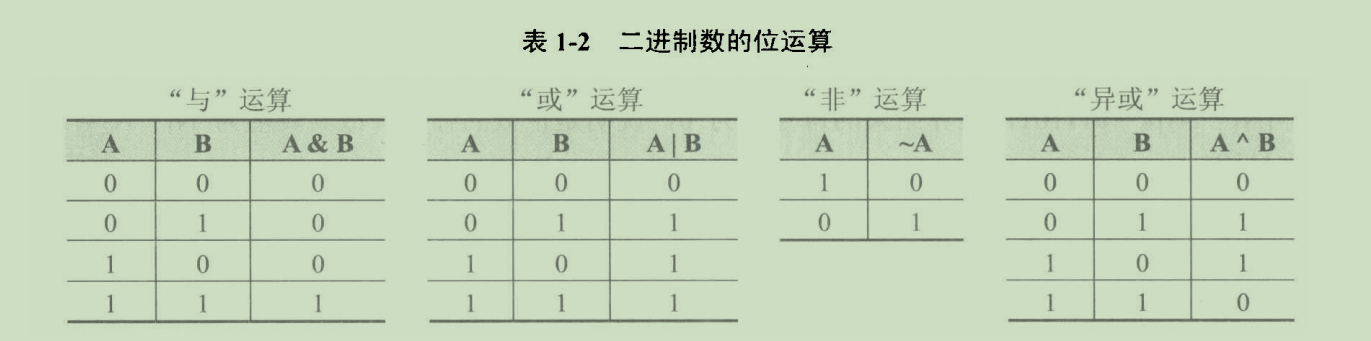 表 1-2 二进制数的位运算
“与”运算 “或”运算 “非”运算 “异或”运算
A B A & B A B A | B A ~A A B A ^ B
0 0 0 0 0 0 1 0 0 0 0
0 1 0 0 1 1 0 1 0 1 1
1 0 0 1 0 1 1 0 1
1 1 1 1 1 1 1 1 0